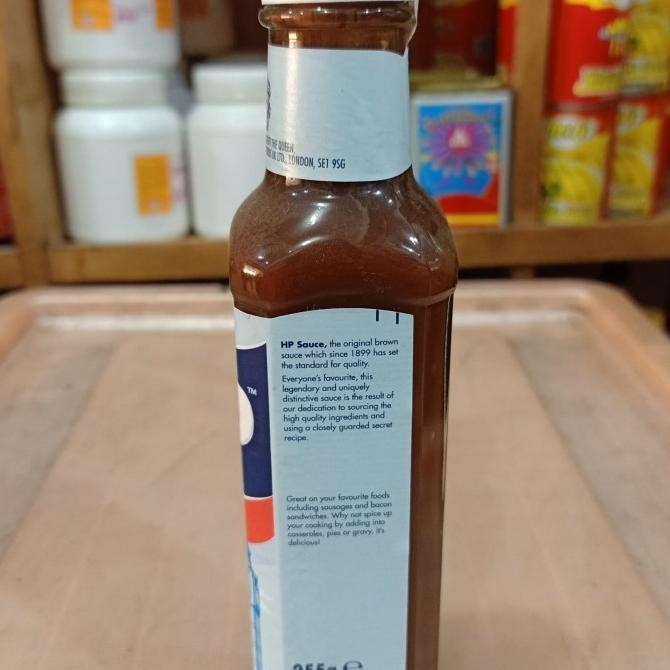 THE QUEEN,
LTD., LONDON, SE1 9SG
TM
HP Sauce, the original brown
sauce which since 1899 has set
the standard for quality.
Everyone's favourite, this
legendary and uniquely
distinctive sauce is the result of
our dedication to sourcing the
high quality ingredients and
using a closely guarded secret
recipe.
Great on your favourite foods
including sausages and bacon
sandwiches. Why not spice up
your cooking by adding into
casseroles, pies or gravy, it's
delicious!
255g e